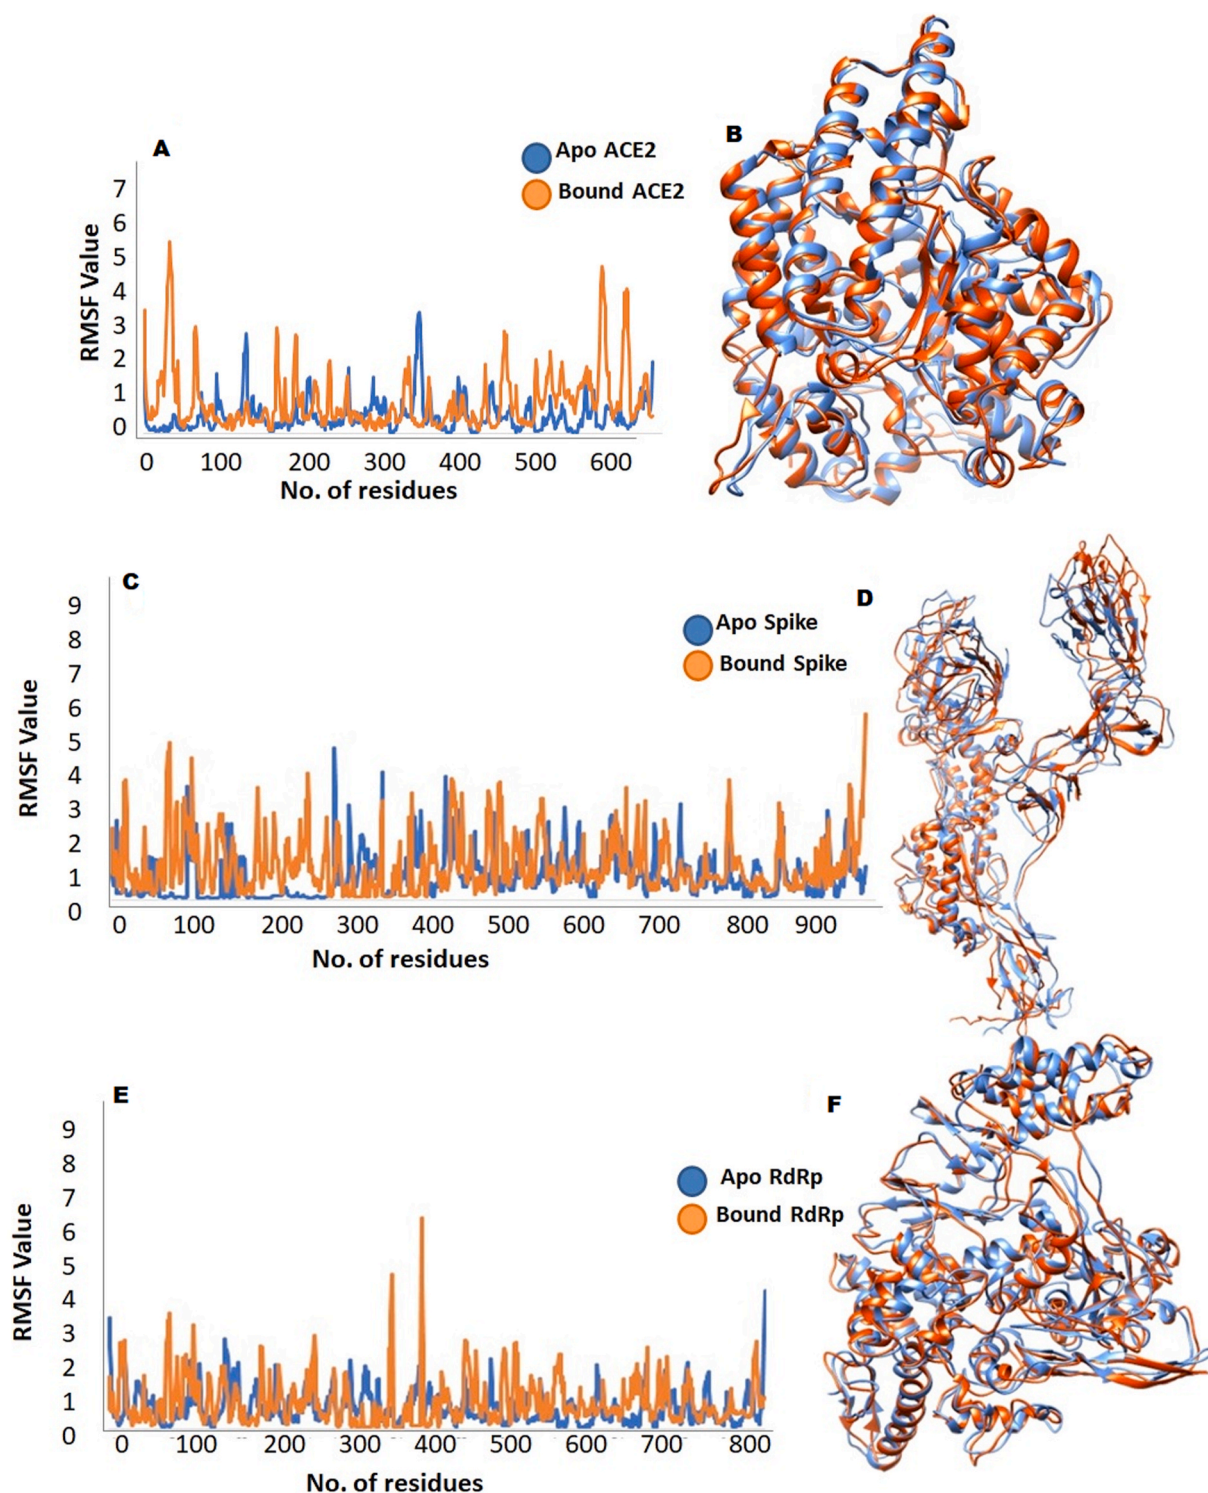 A
Apo ACE2
Bound ACE2
B
RMSF Value
7
6
5
4
3
2
1
0
0 100 200 300 400 500 600
No. of residues
C
Apo Spike
Bound Spike
D
RMSF Value
9
8
7
6
5
4
3
2
1
0
0 100 200 300 400 500 600 700 800 900
No. of residues
E
Apo RdRp
Bound RdRp
F
RMSF Value
9
8
7
6
5
4
3
2
1
0
0 100 200 300 400 500 600 700 800
No. of residues